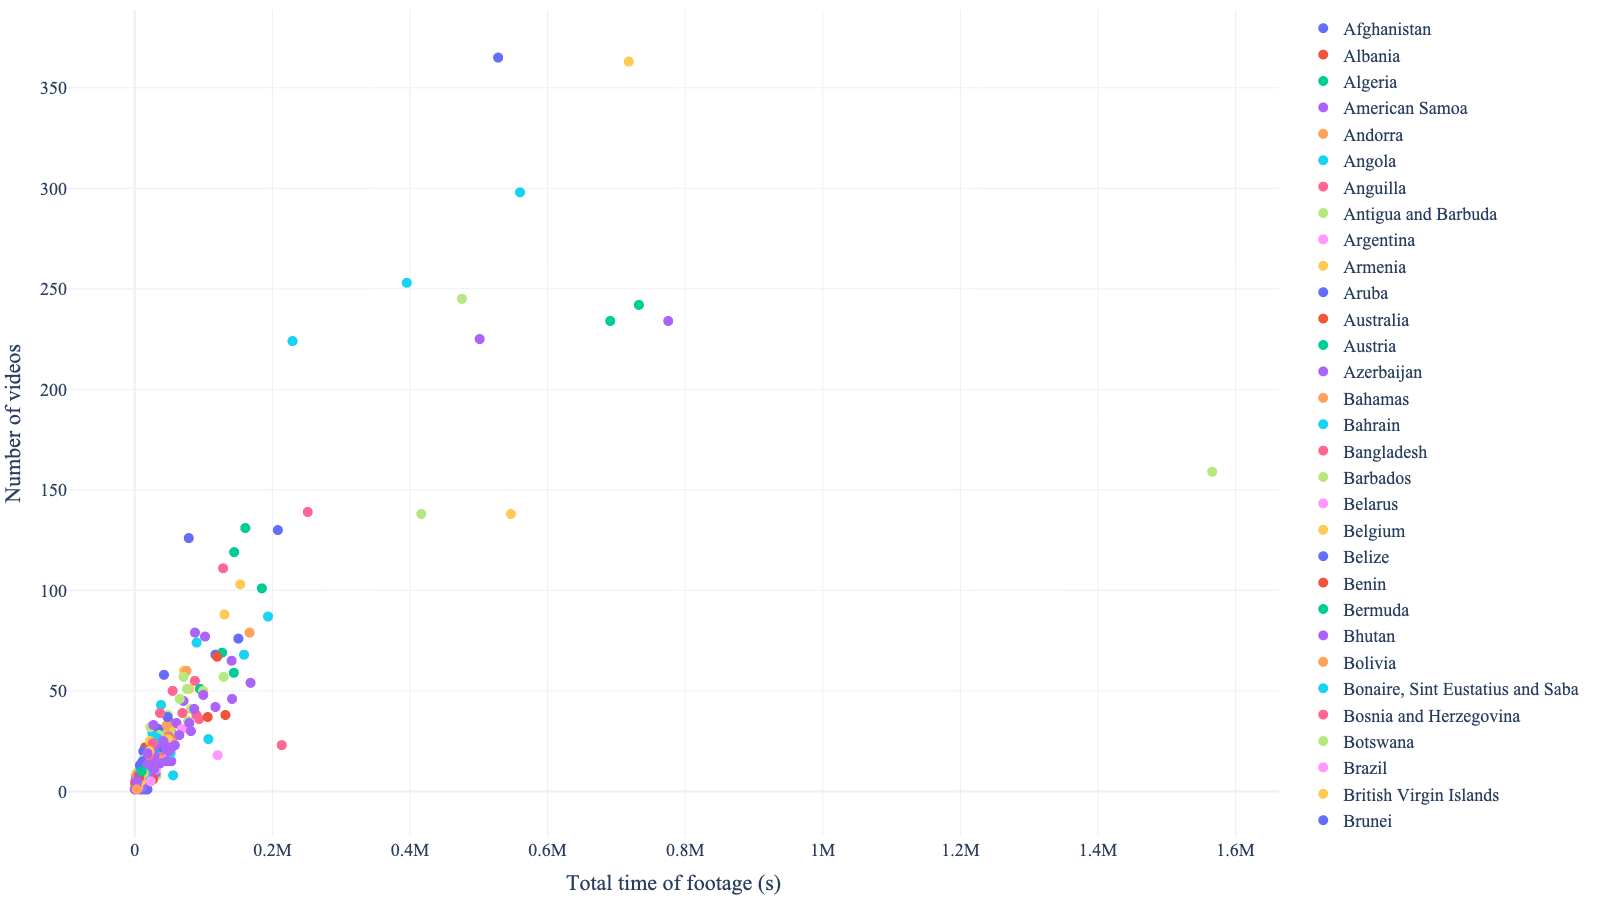 350
300
250
200
150
100
50
0
Number of videos
0
0.2M
0.4M
0.6M
0.8M
1M
1.2M
1.4M
1.6M
Total time of footage (s)
Afghanistan
Albania
Algeria
American Samoa
Andorra
Angola
Anguilla
Antigua and Barbuda
Argentina
Armenia
Aruba
Australia
Austria
Azerbaijan
Bahamas
Bahrain
Bangladesh
Barbados
Belarus
Belgium
Belize
Benin
Bermuda
Bhutan
Bolivia
Bonaire, Sint Eustatius and Saba
Bosnia and Herzegovina
Botswana
Brazil
British Virgin Islands
Brunei